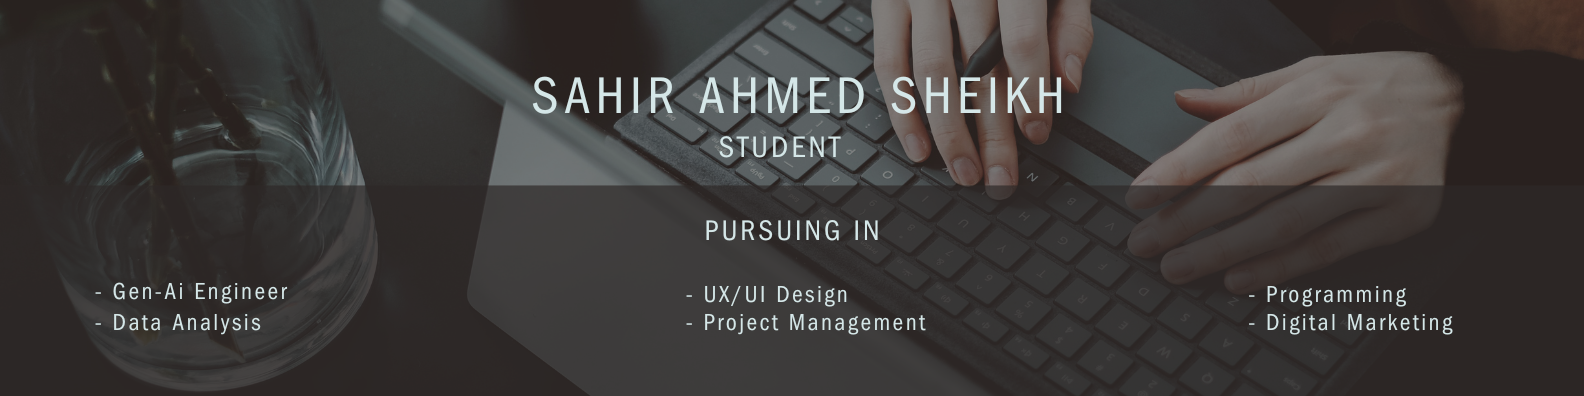 SAHIR AHMED SHEIKH
STUDENT
PURSUING IN
- Gen-Ai Engineer
- Data Analysis
- UX/UI Design
- Project Management
- Programming
- Digital Marketing